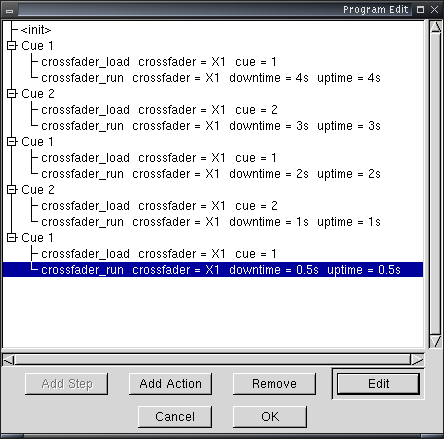 Program Edit
<init>
Cue 1
crossfader_load crossfader = X1 cue = 1
crossfader_run crossfader = X1 downtime = 4s uptime = 4s
Cue 2
crossfader_load crossfader = X1 cue = 2
crossfader_run crossfader = X1 downtime = 3s uptime = 3s
Cue 1
crossfader_load crossfader = X1 cue = 1
crossfader_run crossfader = X1 downtime = 2s uptime = 2s
Cue 2
crossfader_load crossfader = X1 cue = 2
crossfader_run crossfader = X1 downtime = 1s uptime = 1s
Cue 1
crossfader_load crossfader = X1 cue = 1
crossfader_run crossfader = X1 downtime = 0.5s uptime = 0.5s
Add Step Add Action Remove Edit
Cancel OK